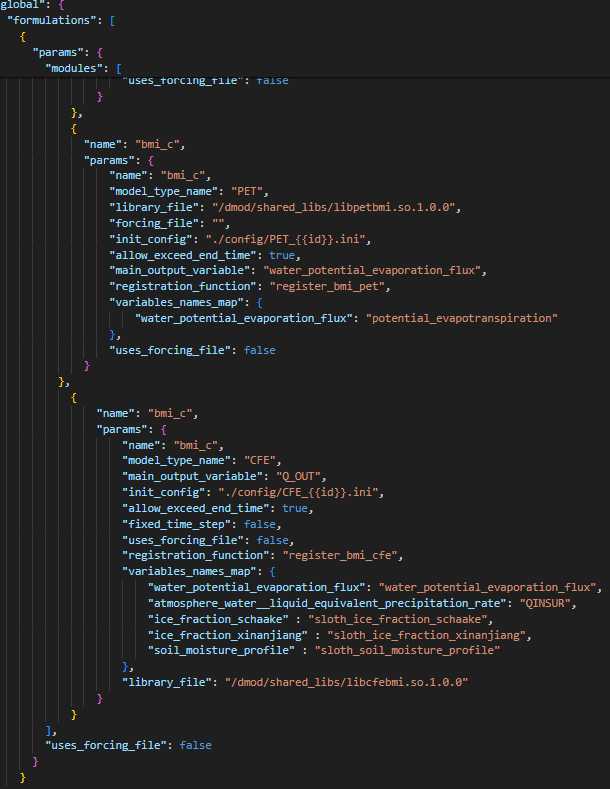 global": {
"formulations": [
{
"params": {
"modules": [
"uses_forcing_file": false
}
},
{
"name": "bmi_c",
"params": {
"name": "bmi_c",
"model_type_name": "PET",
"library_file": "/dmod/shared_libs/libpetbmi.so.1.0.0",
"forcing_file": "",
"init_config": "./config/PET_{{id}}.ini",
"allow_exceed_end_time": true,
"main_output_variable": "water_potential_evaporation_flux",
"registration_function": "register_bmi_pet",
"variables_names_map": {
"water_potential_evaporation_flux": "potential_evapotranspiration"
},
"uses_forcing_file": false
}
},
{
"name": "bmi_c",
"params": {
"name": "bmi_c",
"model_type_name": "CFE",
"main_output_variable": "Q_OUT",
"init_config": "./config/CFE_{{id}}.ini",
"allow_exceed_end_time": true,
"fixed_time_step": false,
"uses_forcing_file": false,
"registration_function": "register_bmi_cfe",
"variables_names_map": {
"water_potential_evaporation_flux": "water_potential_evaporation_flux",
"atmosphere_water__liquid_equivalent_precipitation_rate": "QINSUR",
"ice_fraction_schaake" : "sloth_ice_fraction_schaake",
"ice_fraction_xinanjiang" : "sloth_ice_fraction_xinanjiang",
"soil_moisture_profile" : "sloth_soil_moisture_profile"
},
"library_file": "/dmod/shared_libs/libcfebmi.so.1.0.0"
}
}
],
"uses_forcing_file": false
}
}